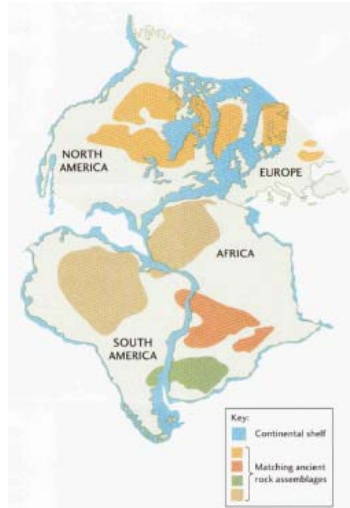 NORTH
AMERICA
EUROPE
AFRICA
SOUTH
AMERICA
Key:
Continental shelf
Matching ancient
rock assemblages